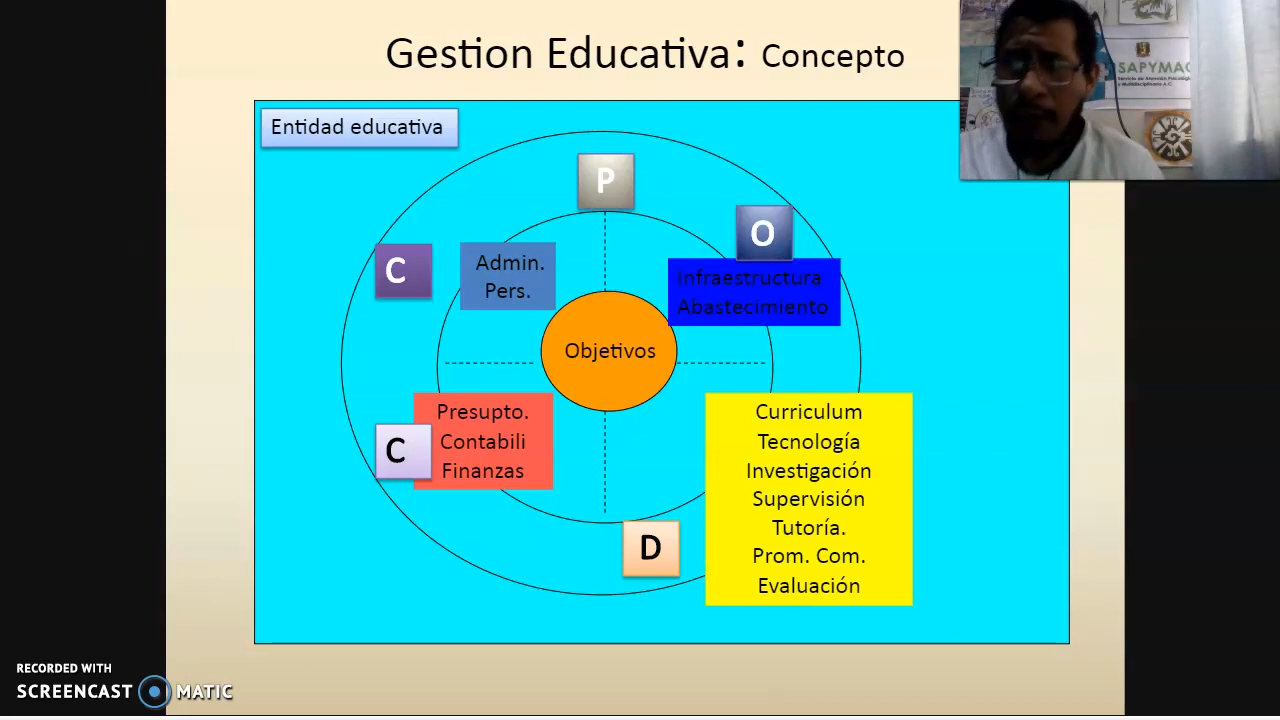 Gestion Educativa: Concepto
SAPYMAC
Entidad educativa
P
O
C
Admin.
Pers.
Infraestructura
Abastecimiento
Objetivos
Presupto.
Contabili
Finanzas
C
Curriculum
Tecnología
Investigación
Supervisión
Tutoría.
Prom. Com.
Evaluación
D
RECORDED WITH
SCREENCAST MATIC